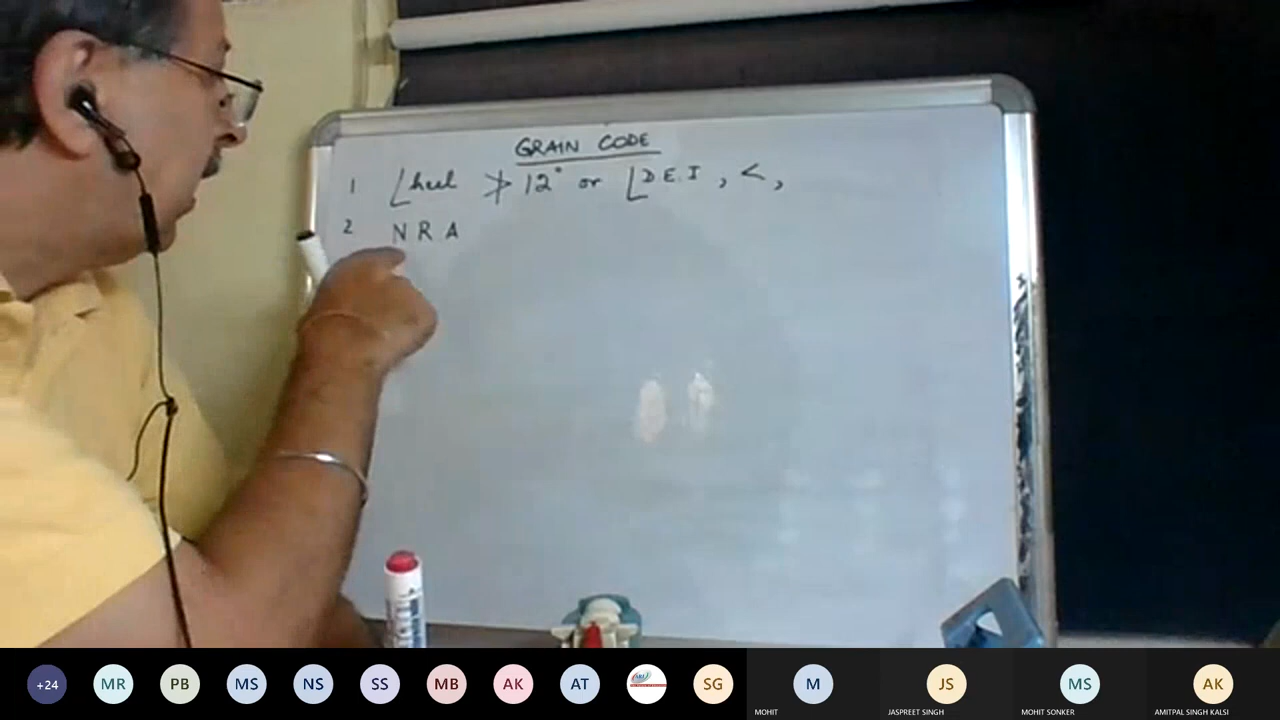 GRAIN CODE
1 ∠heel ≯ 12° or ∠D.E.I , <,
2 N R A
+24 MR PB MS NS SS MB AK AT SG M JS MS AK
MOHIT JASPREET SINGH MOHIT SONKER AMITPAL SINGH KALSI